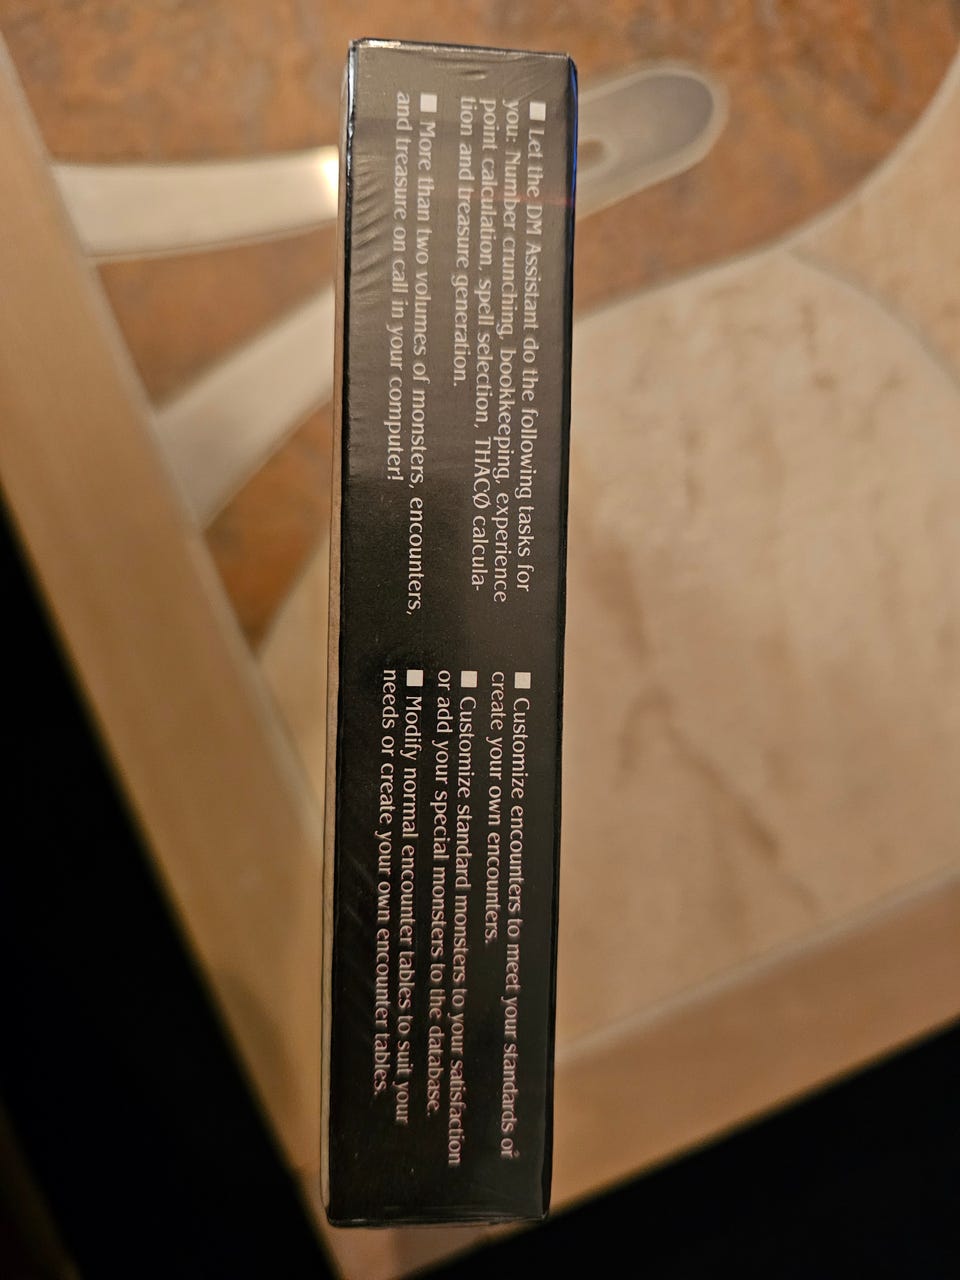 ■ Let the DM Assistant do the following tasks for
you: Number crunching, bookkeeping, experience
point calculation, spell selection, THACØ calcula-
tion and treasure generation.
■ More than two volumes of monsters, encounters,
and treasure on call in your computer!
■ Customize encounters to meet your standards or
create your own encounters.
■ Customize standard monsters to your satisfaction
or add your special monsters to the database.
■ Modify normal encounter tables to suit your
needs or create your own encounter tables.